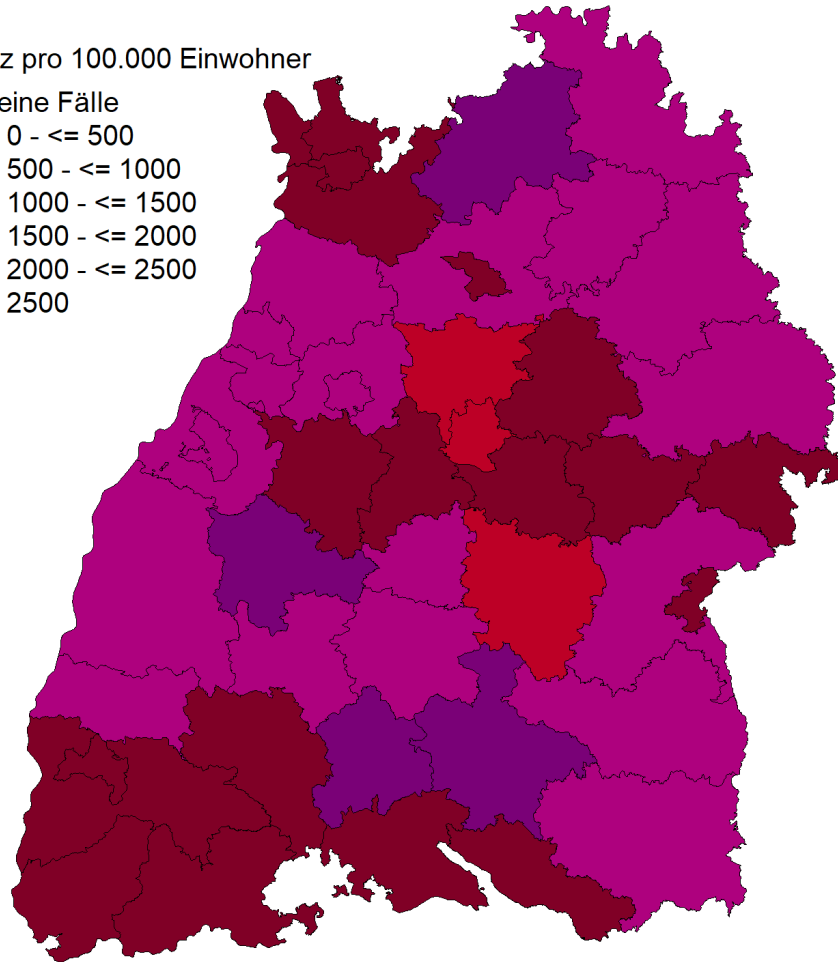 z pro 100.000 Einwohner
eine Fälle
0 - <= 500
500 - <= 1000
1000 - <= 1500
1500 - <= 2000
2000 - <= 2500
2500